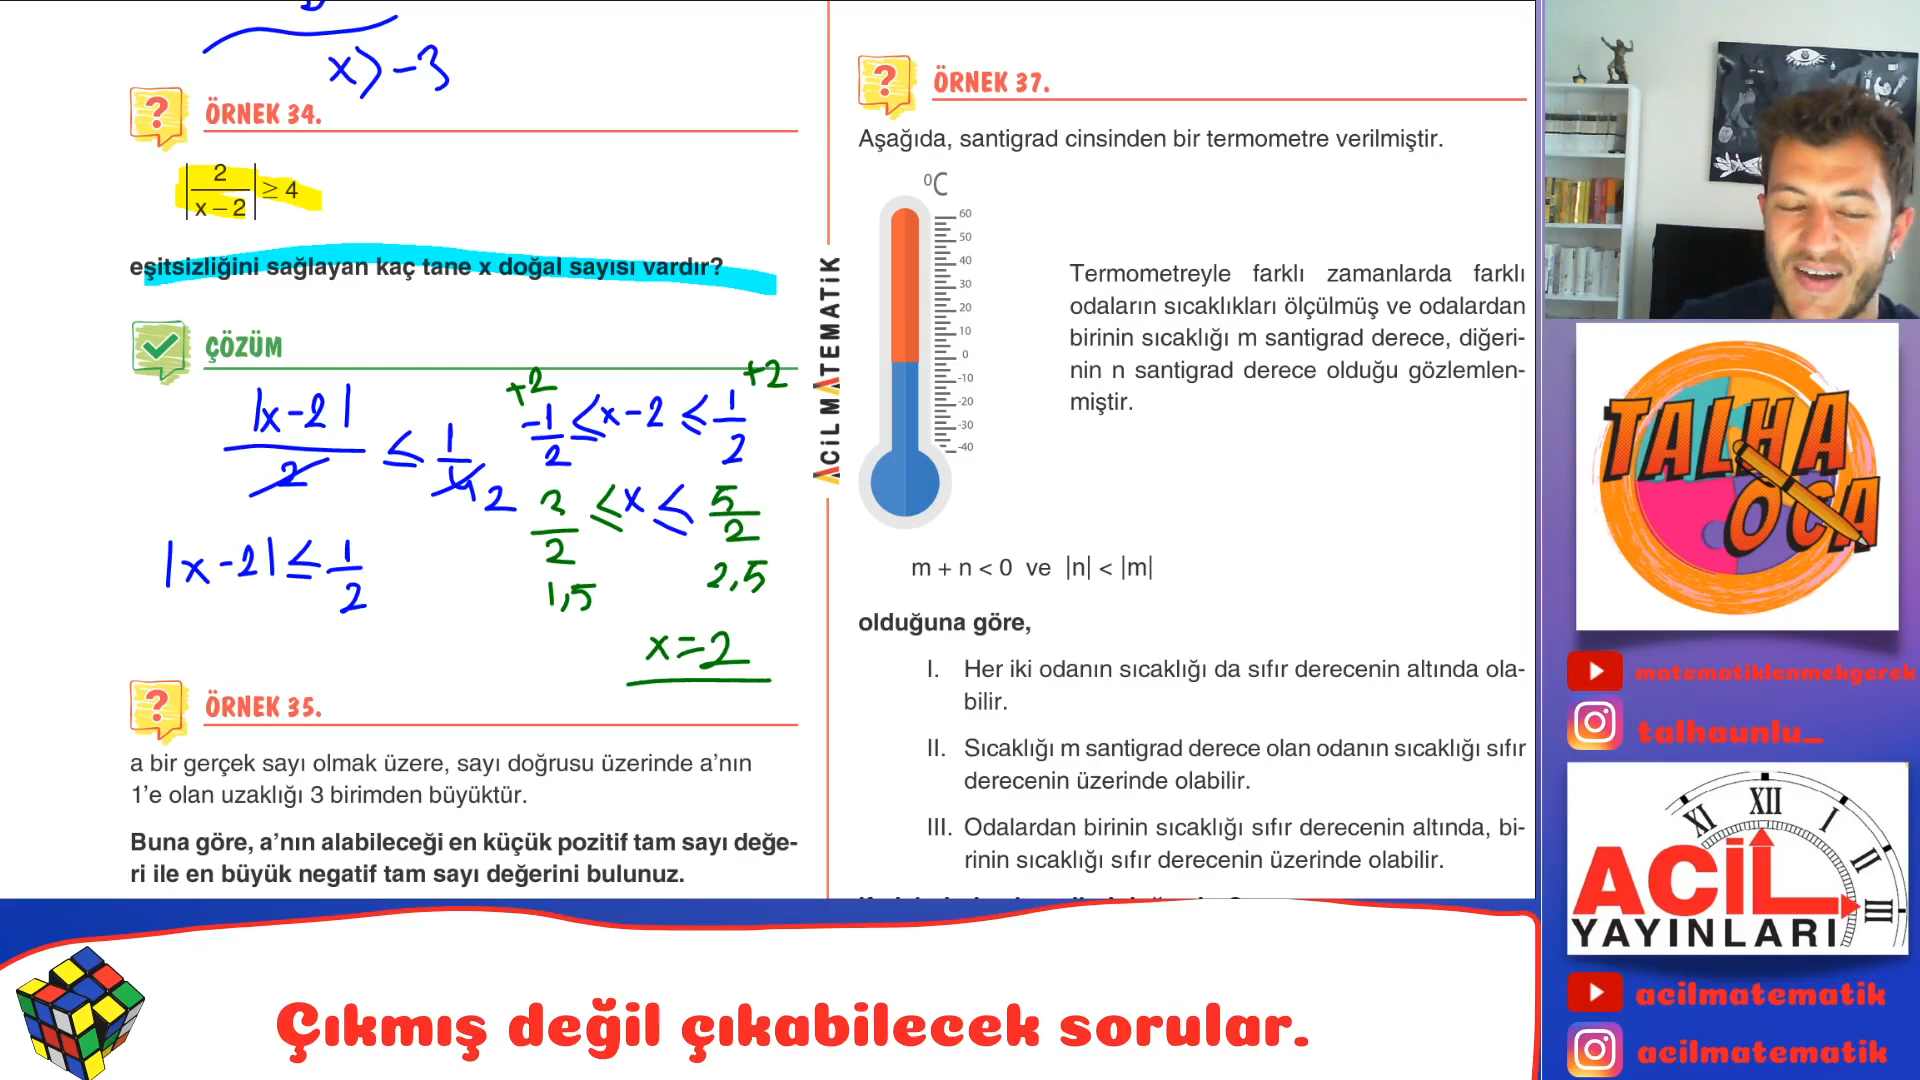 x > -3
ÖRNEK 34.
|2 / x – 2| ≥ 4
eşitsizliğini sağlayan kaç tane x doğal sayısı vardır?
ÇÖZÜM
|x-2| / 2 ≤ 1 / 4 2
|x-2| ≤ 1/2
+2 +2
-1/2 ≤ x-2 ≤ 1/2
3/2 ≤ x ≤ 5/2
1,5 2,5
x=2
ÖRNEK 35.
a bir gerçek sayı olmak üzere, sayı doğrusu üzerinde a’nın
1’e olan uzaklığı 3 birimden büyüktür.
Buna göre, a’nın alabileceği en küçük pozitif tam sayı değe-
ri ile en büyük negatif tam sayı değerini bulunuz.
ACİL MATEMATİK
ÖRNEK 37.
Aşağıda, santigrad cinsinden bir termometre verilmiştir.
⁰C
60
50
40
30
20
10
0
-10
-20
-30
-40
Termometreyle farklı zamanlarda farklı
odaların sıcaklıkları ölçülmüş ve odalardan
birinin sıcaklığı m santigrad derece, diğeri-
nin n santigrad derece olduğu gözlemlen-
miştir.
m + n < 0 ve |n| < |m|
olduğuna göre,
I. Her iki odanın sıcaklığı da sıfır derecenin altında ola-
bilir.
II. Sıcaklığı m santigrad derece olan odanın sıcaklığı sıfır
derecenin üzerinde olabilir.
III. Odalardan birinin sıcaklığı sıfır derecenin altında, bi-
rinin sıcaklığı sıfır derecenin üzerinde olabilir.
TALHA
OCA
matematiklenmekgerek
talhaunlu_
XI XII I II III
ACİL
YAYINLARI
acilmatematik
acilmatematik
Çıkmış değil çıkabilecek sorular.